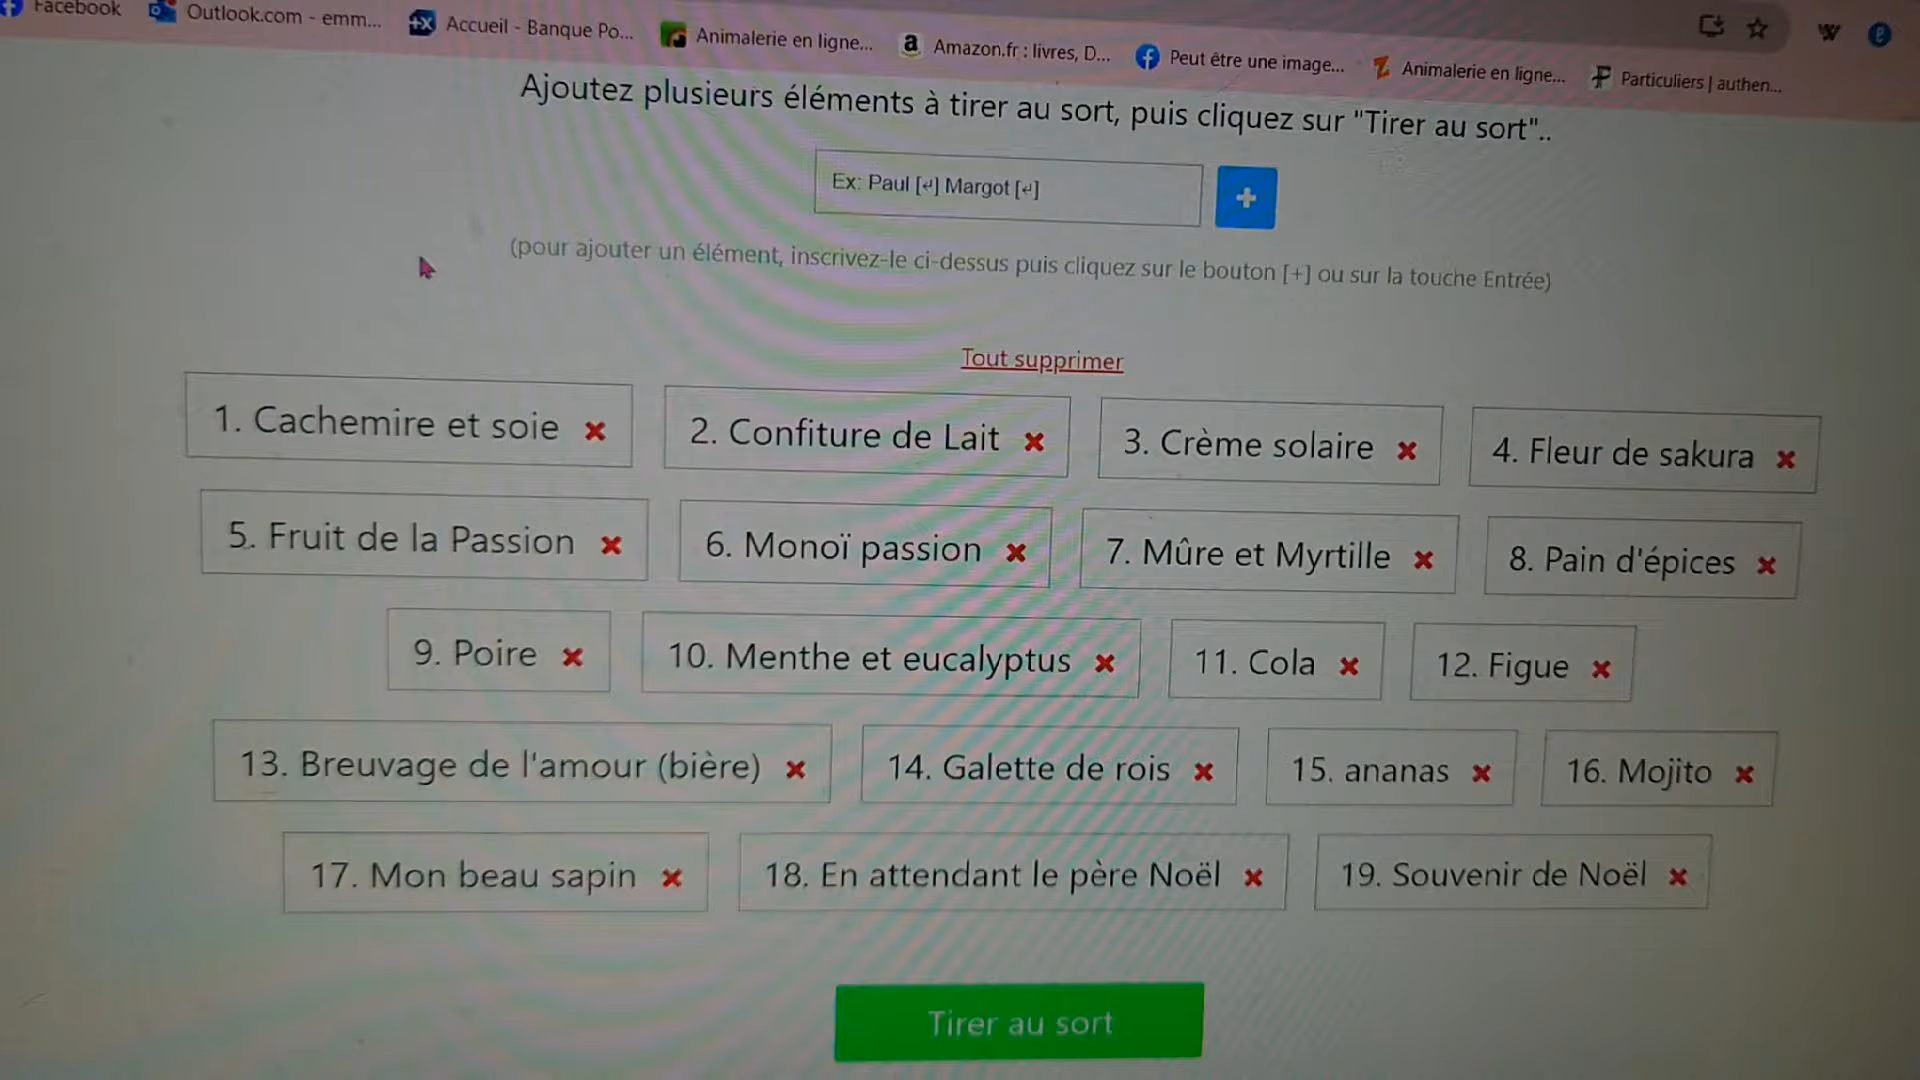 Facebook
Outlook.com - emm...
Accueil - Banque Po...
Animalerie en ligne...
Amazon.fr : livres, D...
Peut être une image...
Animalerie en ligne...
Particuliers | authen...
Ajoutez plusieurs éléments à tirer au sort, puis cliquez sur "Tirer au sort"..
Ex: Paul [↵] Margot [↵]
+
(pour ajouter un élément, inscrivez-le ci-dessus puis cliquez sur le bouton [+] ou sur la touche Entrée)
Tout supprimer
1. Cachemire et soie
2. Confiture de Lait
3. Crème solaire
4. Fleur de sakura
5. Fruit de la Passion
6. Monoï passion
7. Mûre et Myrtille
8. Pain d'épices
9. Poire
10. Menthe et eucalyptus
11. Cola
12. Figue
13. Breuvage de l'amour (bière)
14. Galette de rois
15. ananas
16. Mojito
17. Mon beau sapin
18. En attendant le père Noël
19. Souvenir de Noël
Tirer au sort